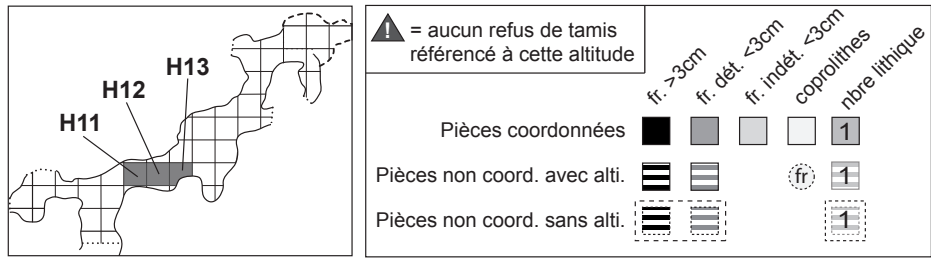 H13
H12
H11
! = aucun refus de tamis
référencé à cette altitude
fr. >3cm
fr. dét. <3cm
fr. indét. <3cm
coprolithes
nbre lithique
Pièces coordonnées 1
Pièces non coord. avec alti. fr 1
Pièces non coord. sans alti. 1